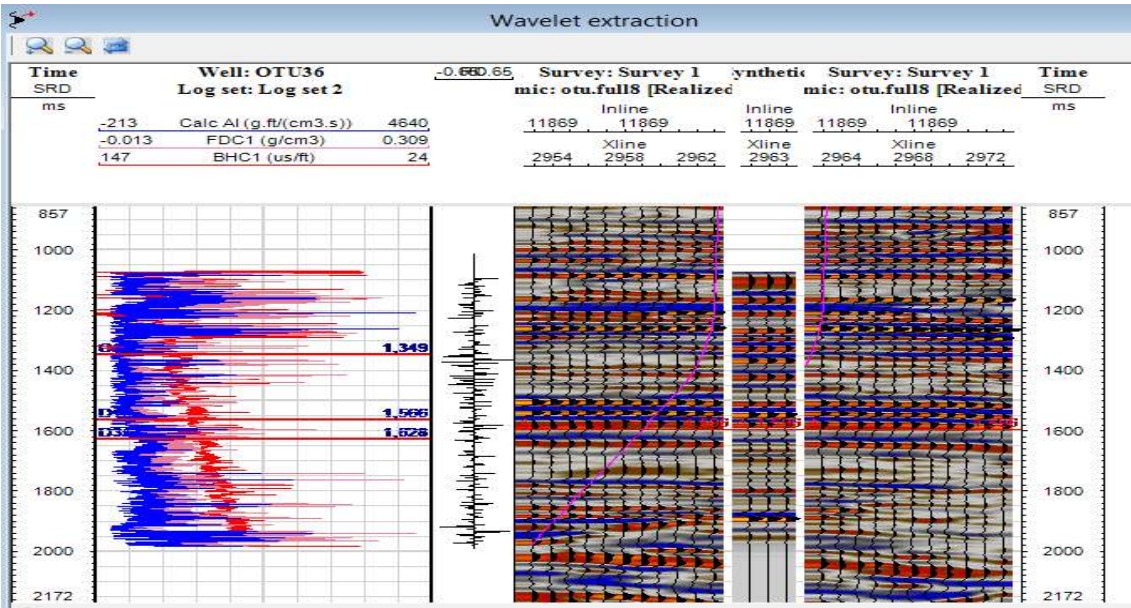 Wavelet extraction
Time Well: OTU36 Survey: Survey 1 Survey: Survey 1 Time
SRD Log set: Log set 2 mic: otu.full8 [Realized mic: otu.full8 [Realized SRD
ms Inline Inline Inline ms
-213 Calc AI (g.ft/(cm3.s)) 4640 11869 11869 11869 11869 11869
-0.013 FDC1 (g/cm3) 0.309 Xline Xline Xline
147 BHC1 (us/ft) 24 2954 2958 2962 2963 2964 2968 2972
857 857
1000 1000
1200 1200
1,349
1400 1400
1,566
1600 1,628 1600
1800 1800
2000 2000
2172 2172